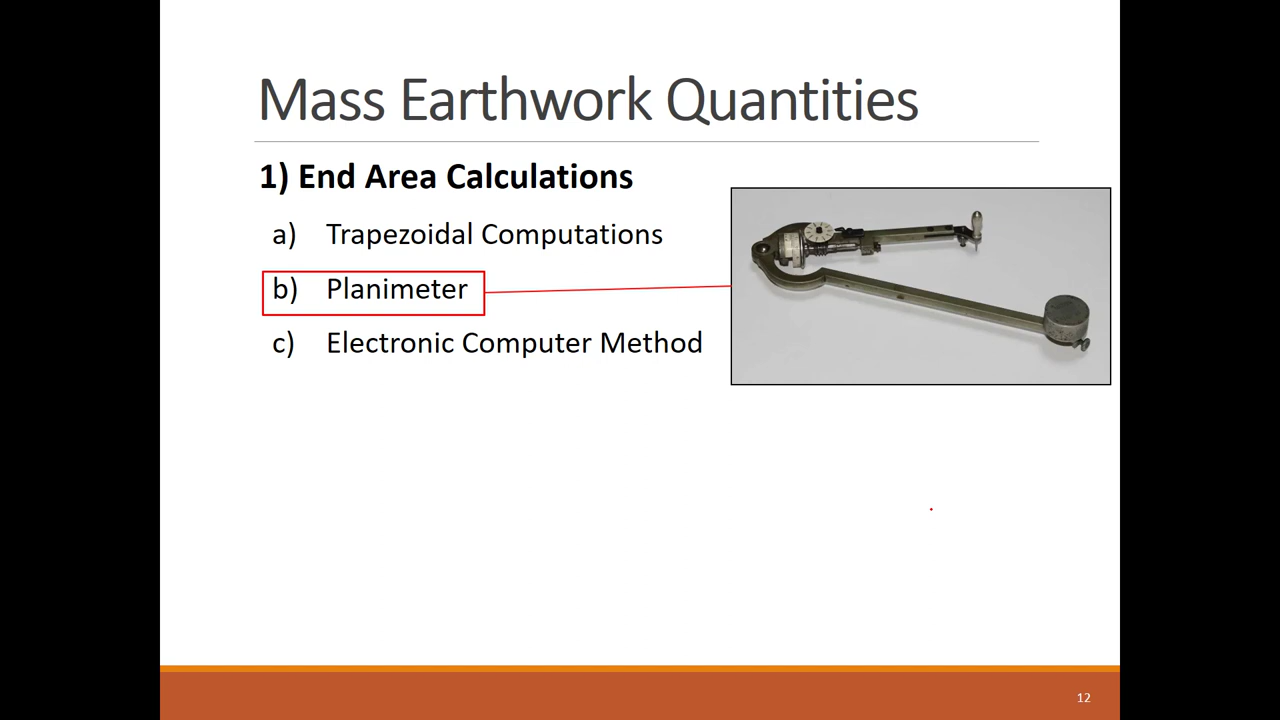 Mass Earthwork Quantities
1) End Area Calculations
a) Trapezoidal Computations
b) Planimeter
c) Electronic Computer Method
12